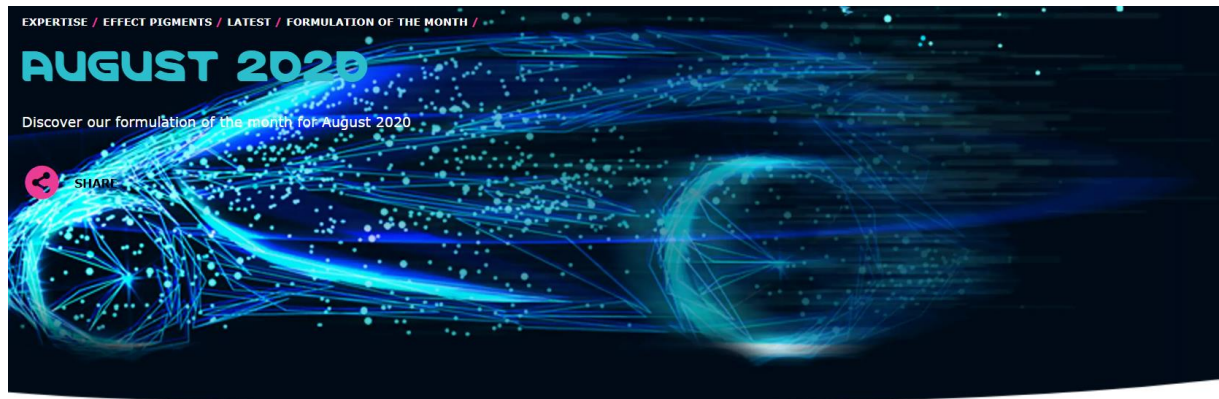 EXPERTISE / EFFECT PIGMENTS / LATEST / FORMULATION OF THE MONTH /
AUGUST 2020
Discover our formulation of the month for August 2020
SHARE